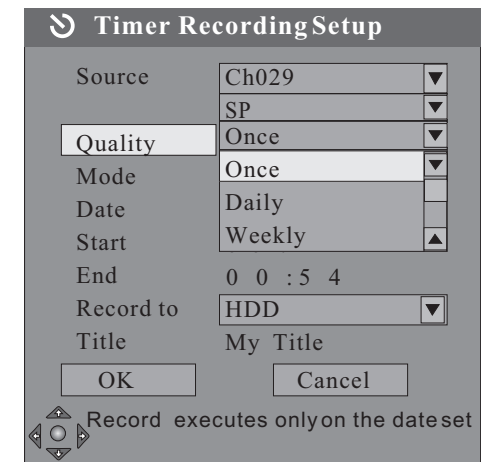 Timer Recording Setup
Source Ch029
SP
Quality Once
Mode Once
Date Daily
Start Weekly
End 0 0 : 5 4
Record to HDD
Title My Title
OK Cancel
Record executes only on the date set